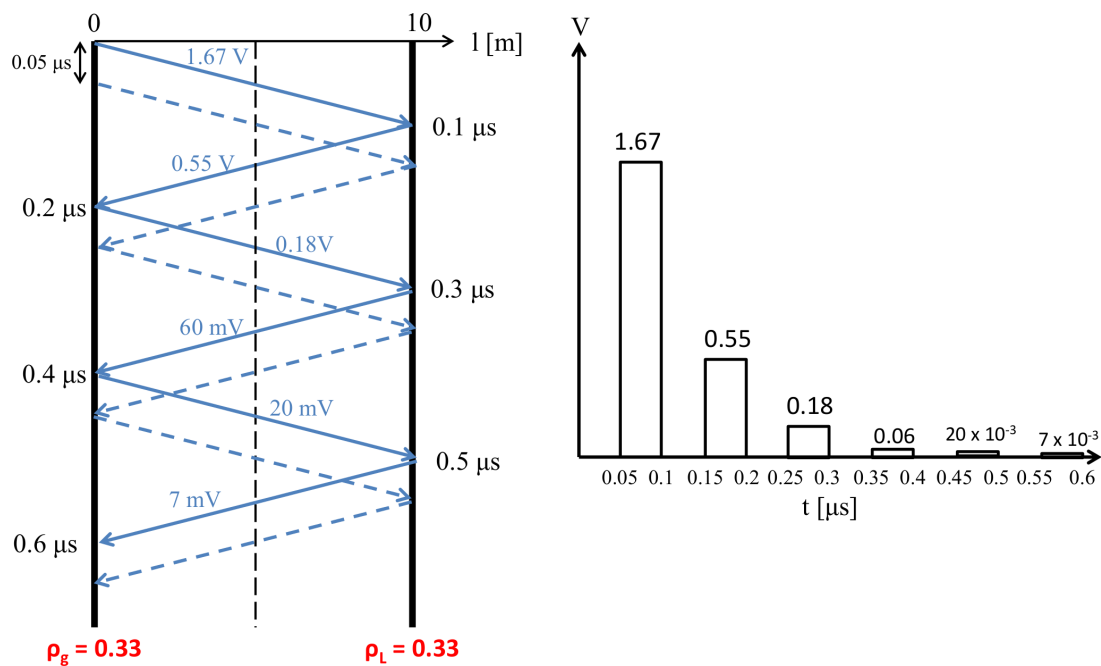 0
10
l [m]
0.05 μs
1.67 V
0.1 μs
0.55 V
0.2 μs
0.18V
0.3 μs
60 mV
0.4 μs
20 mV
0.5 μs
7 mV
0.6 μs
ρg = 0.33
ρL = 0.33
V
1.67
0.55
0.18
0.06
20 x 10-3
7 x 10-3
0.05 0.1 0.15 0.2 0.25 0.3 0.35 0.4 0.45 0.5 0.55 0.6
t [μs]